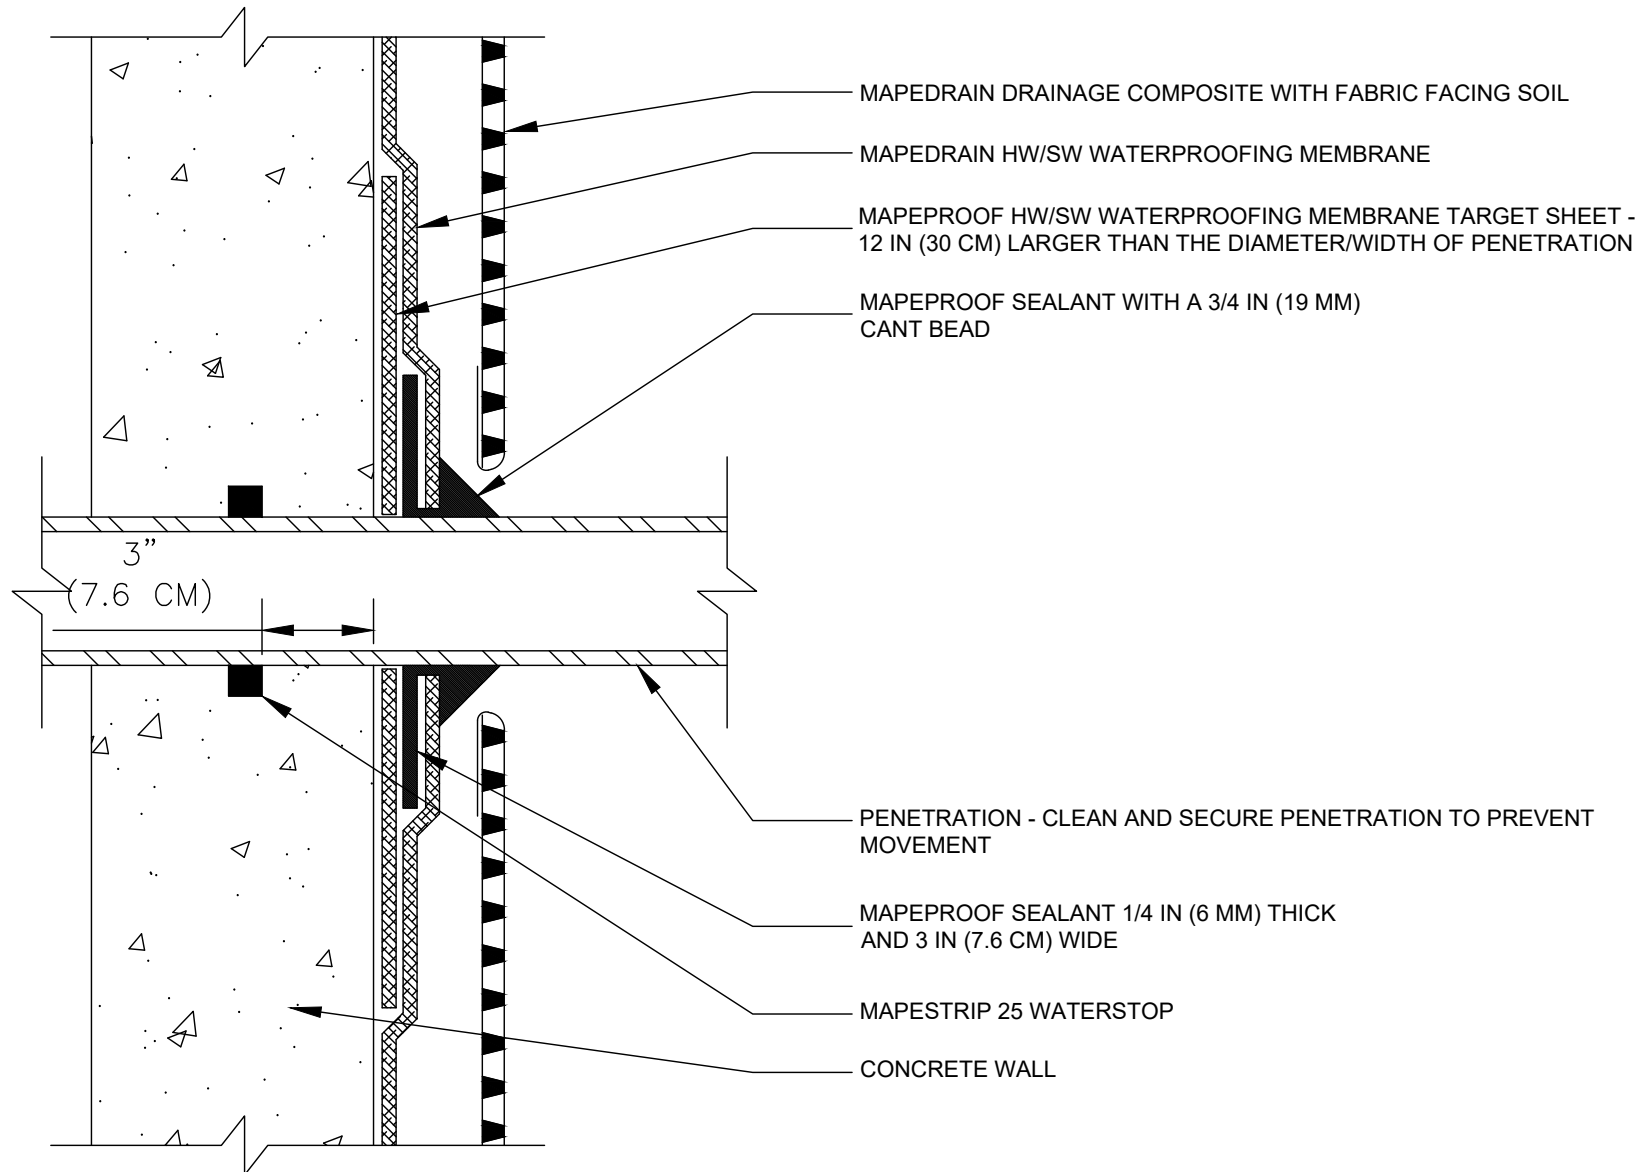 MAPEDRAIN DRAINAGE COMPOSITE WITH FABRIC FACING SOIL
MAPEDRAIN HW/SW WATERPROOFING MEMBRANE
MAPEPROOF HW/SW WATERPROOFING MEMBRANE TARGET SHEET -
12 IN (30 CM) LARGER THAN THE DIAMETER/WIDTH OF PENETRATION
MAPEPROOF SEALANT WITH A 3/4 IN (19 MM)
CANT BEAD
3”
(7.6 CM)
PENETRATION - CLEAN AND SECURE PENETRATION TO PREVENT
MOVEMENT
MAPEPROOF SEALANT 1/4 IN (6 MM) THICK
AND 3 IN (7.6 CM) WIDE
MAPESTRIP 25 WATERSTOP
CONCRETE WALL